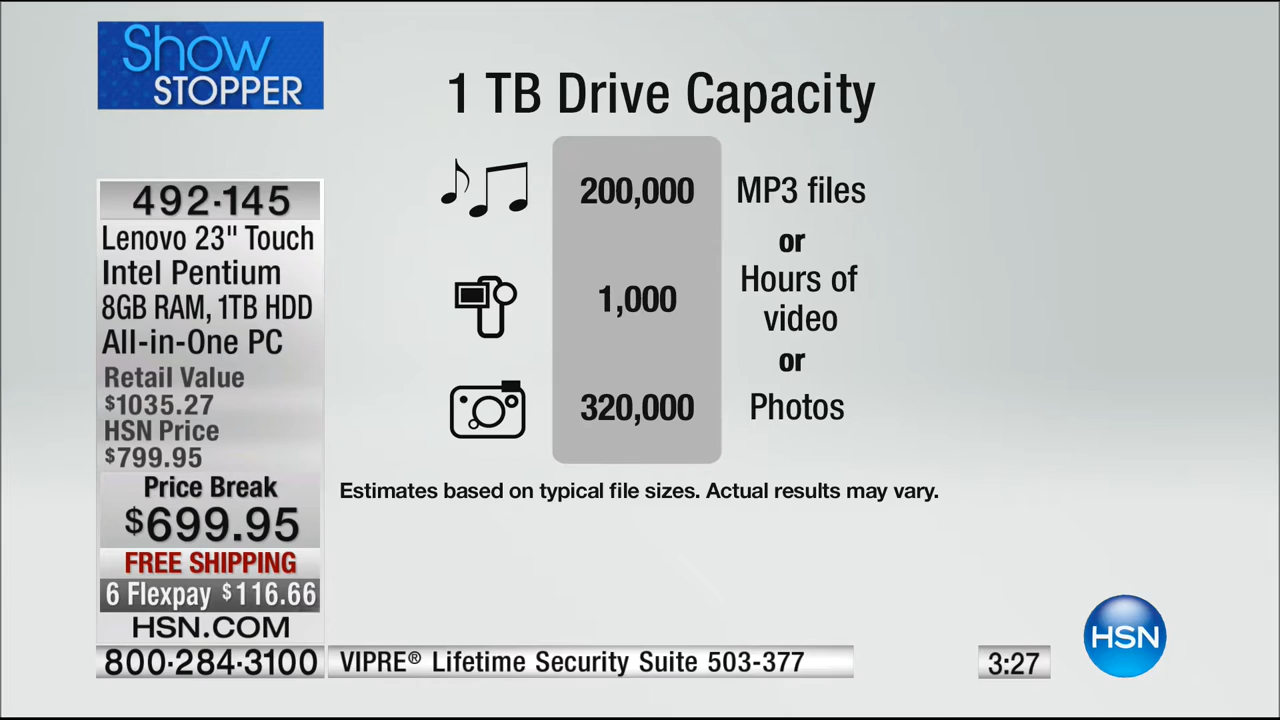 Show
STOPPER
1 TB Drive Capacity
200,000 MP3 files
or
1,000 Hours of
video
or
320,000 Photos
Estimates based on typical file sizes. Actual results may vary.
492·145
Lenovo 23" Touch
Intel Pentium
8GB RAM, 1TB HDD
All-in-One PC
Retail Value
$1035.27
HSN Price
$799.95
Price Break
$699.95
FREE SHIPPING
6 Flexpay $116.66
HSN.COM
800·284·3100
VIPRE® Lifetime Security Suite 503-377
3:27
HSN